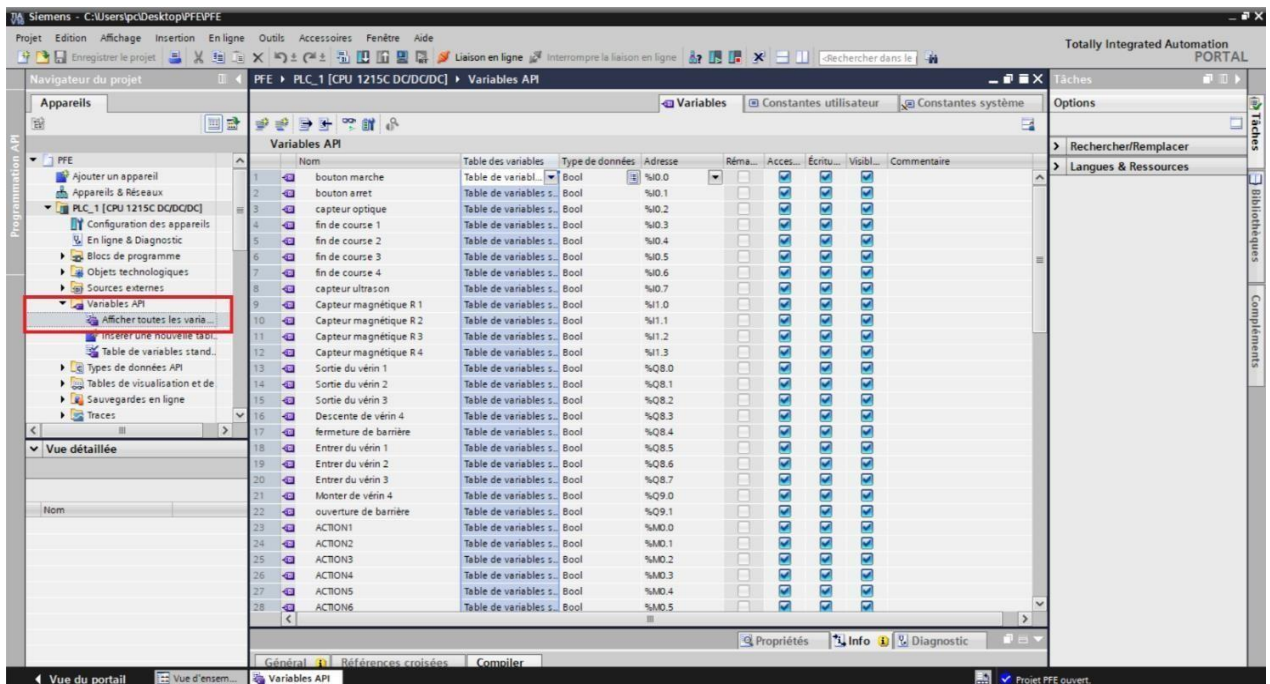 Siemens - C:\Users\pc\Desktop\PFE\PFE
Projet Edition Affichage Insertion En ligne Outils Accessoires Fenêtre Aide
Totally Integrated Automation
PORTAL
Enregistrer le projet Liaison en ligne Interrompre la liaison en ligne <Rechercher dans le
Navigateur du projet
PFE PLC_1 [CPU 1215C DC/DC/DC] Variables API
Tâches
Appareils
Variables Constantes utilisateur Constantes système
Options
Programmation API
PFE
Ajouter un appareil
Appareils & Réseaux
PLC_1 [CPU 1215C DC/DC/DC]
Configuration des appareils
En ligne & Diagnostic
Blocs de programme
Objets technologiques
Sources externes
Variables API
Afficher toutes les varia...
Insérer une nouvelle tabl..
Table de variables stand..
Types de données API
Tables de visualisation et de
Sauvegardes en ligne
Traces
Vue détaillée
Nom
Variables API
Nom Table des variables Type de données Adresse Réma... Acces... Écritu... Visibl... Commentaire
1 bouton marche Table de variabl... Bool %I0.0
2 bouton arret Table de variables s... Bool %I0.1
3 capteur optique Table de variables s... Bool %I0.2
4 fin de course 1 Table de variables s... Bool %I0.3
5 fin de course 2 Table de variables s... Bool %I0.4
6 fin de course 3 Table de variables s... Bool %I0.5
7 fin de course 4 Table de variables s... Bool %I0.6
8 capteur ultrason Table de variables s... Bool %I0.7
9 Capteur magnétique R 1 Table de variables s... Bool %I1.0
10 Capteur magnétique R 2 Table de variables s... Bool %I1.1
11 Capteur magnétique R 3 Table de variables s... Bool %I1.2
12 Capteur magnétique R 4 Table de variables s... Bool %I1.3
13 Sortie du vérin 1 Table de variables s... Bool %Q8.0
14 Sortie du vérin 2 Table de variables s... Bool %Q8.1
15 Sortie du vérin 3 Table de variables s... Bool %Q8.2
16 Descente de vérin 4 Table de variables s... Bool %Q8.3
17 fermeture de barrière Table de variables s... Bool %Q8.4
18 Entrer du vérin 1 Table de variables s... Bool %Q8.5
19 Entrer du vérin 2 Table de variables s... Bool %Q8.6
20 Entrer du vérin 3 Table de variables s... Bool %Q8.7
21 Monter de vérin 4 Table de variables s... Bool %Q9.0
22 ouverture de barrière Table de variables s... Bool %Q9.1
23 ACTION1 Table de variables s... Bool %M0.0
24 ACTION2 Table de variables s... Bool %M0.1
25 ACTION3 Table de variables s... Bool %M0.2
26 ACTION4 Table de variables s... Bool %M0.3
27 ACTION5 Table de variables s... Bool %M0.4
28 ACTION6 Table de variables s... Bool %M0.5
Rechercher/Remplacer
Langues & Ressources
Tâches
Bibliothèques
Compléments
Propriétés Info Diagnostic
Général Références croisées Compiler
Vue du portail Vue d'ensem... Variables API Projet PFE ouvert.